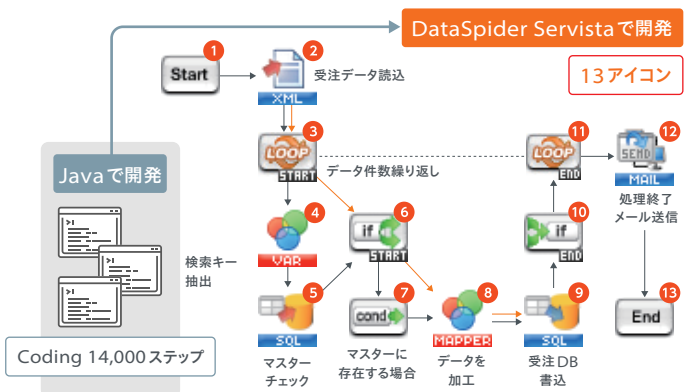 DataSpider Servistaで開発
13アイコン
1
Start
2
XML
受注データ読込
3
LOOP
START
データ件数繰り返し
11
LOOP
END
12
SEND
MAIL
処理終了
メール送信
Javaで開発
検索キー
抽出
4
VAR
6
if
START
10
if
END
5
SQL
マスター
チェック
7
cond
マスターに
存在する場合
8
MAPPER
データを
加工
9
SQL
受注DB
書込
13
End
Coding 14,000ステップ